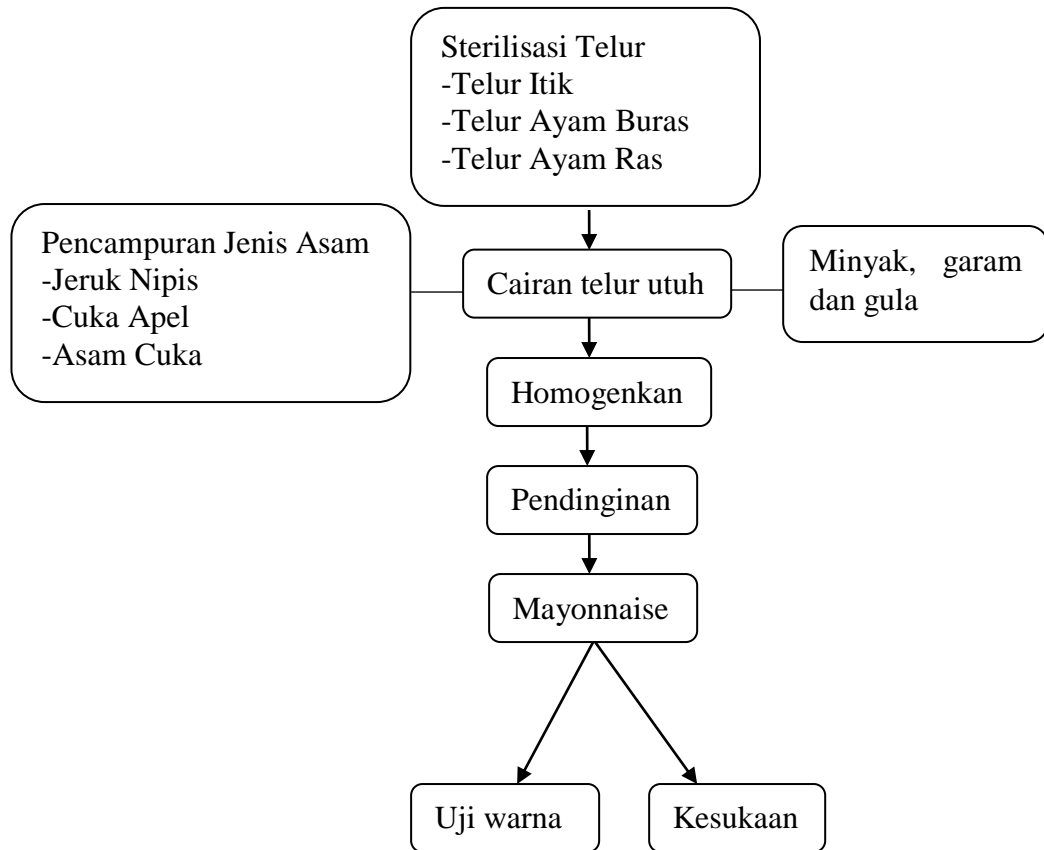 Sterilisasi Telur
-Telur Itik
-Telur Ayam Buras
-Telur Ayam Ras
Pencampuran Jenis Asam
-Jeruk Nipis
-Cuka Apel
-Asam Cuka
Cairan telur utuh
Minyak, garam
dan gula
Homogenkan
Pendinginan
Mayonnaise
Uji warna
Kesukaan